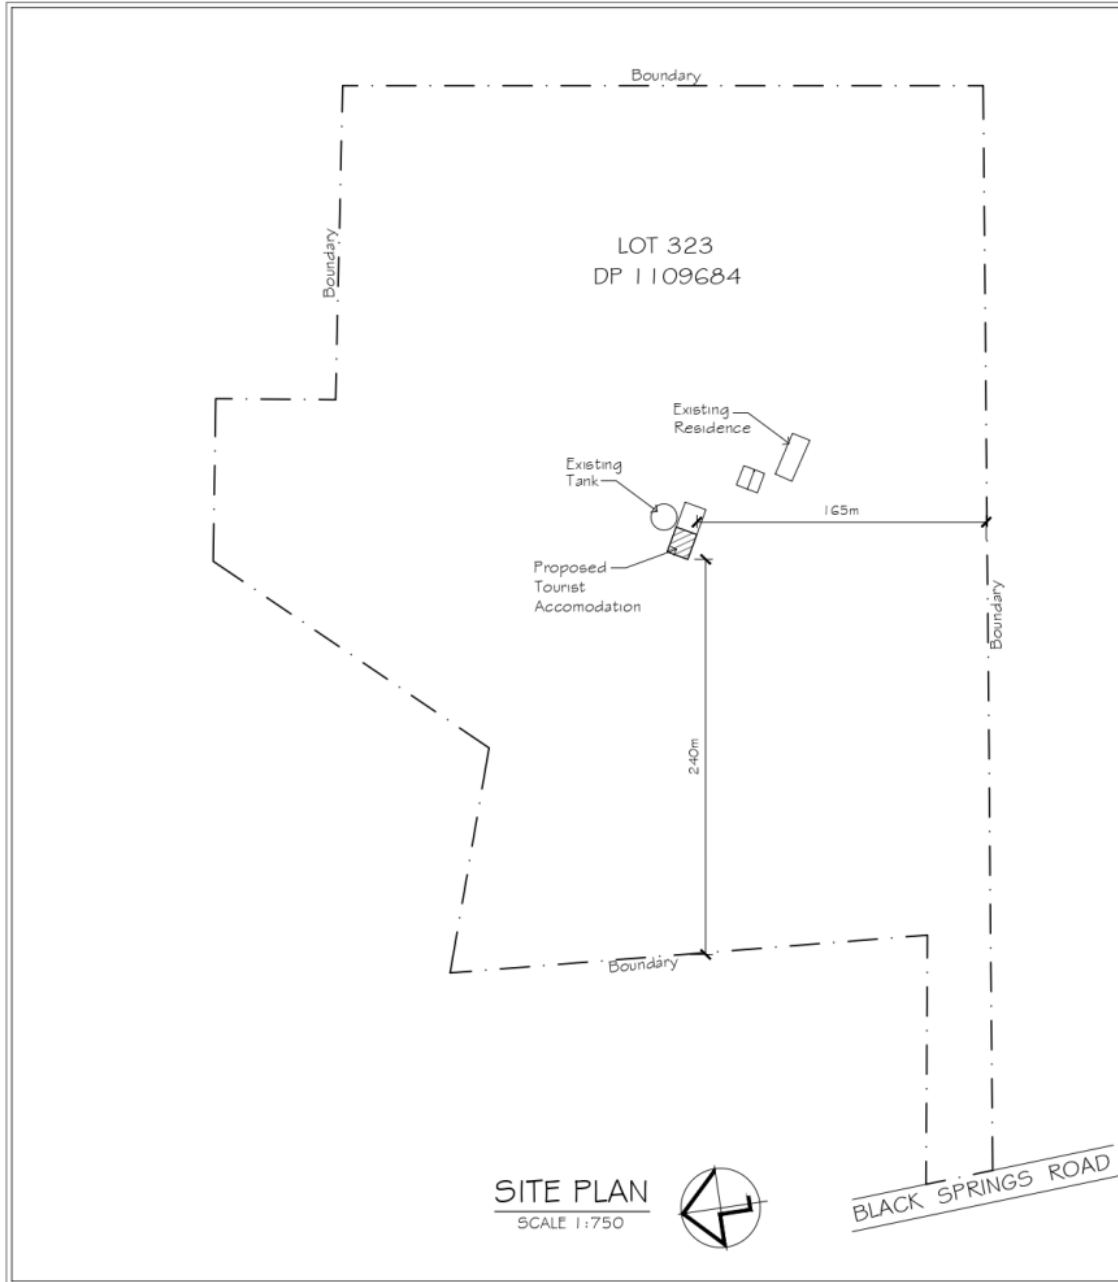 Boundary
Boundary
LOT 323
DP 1109684
Existing
Residence
Existing
Tank
165m
Proposed
Tourist
Accomodation
Boundary
240m
Boundary
SITE PLAN
SCALE 1:750
BLACK SPRINGS ROAD